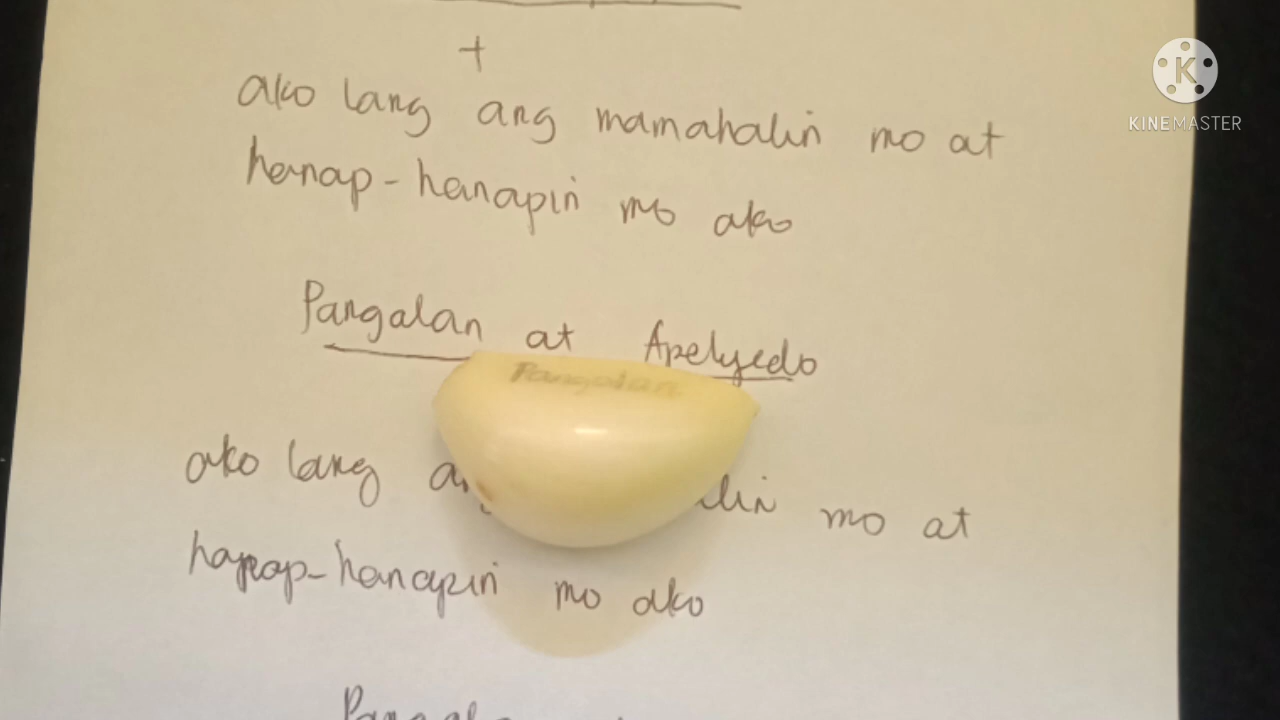 ako lang ang mamahalin mo at
hanap-hanapin mo ako
Pangalan at Apelyedo
Pangalan
ako lang mo at
hanap-hanapin mo ako
K
KINEMASTER